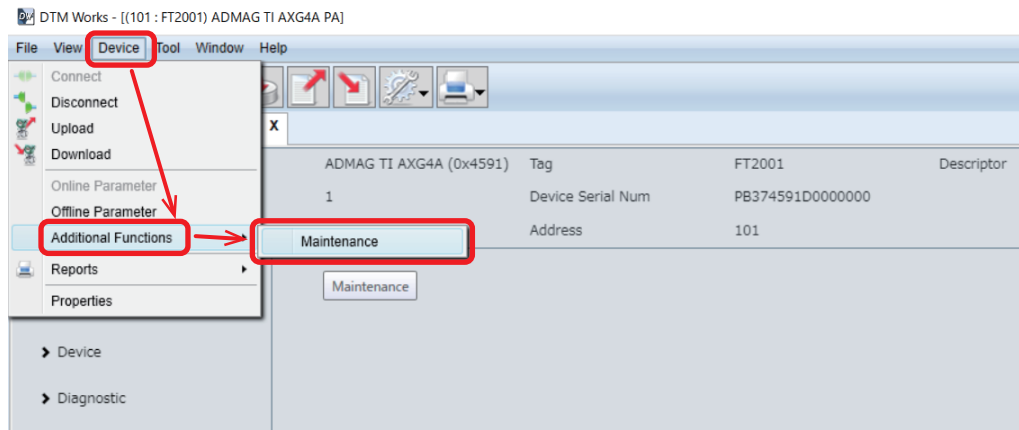 DTM Works - [(101 : FT2001) ADMAG TI AXG4A PA]
File View Device Tool Window Help
Connect
Disconnect
Upload
Download
Online Parameter
Offline Parameter
Additional Functions
Maintenance
Reports
Properties
X
ADMAG TI AXG4A (0x4591) Tag FT2001 Descriptor
1 Device Serial Num PB374591D0000000
Address 101
Maintenance
Device
Diagnostic